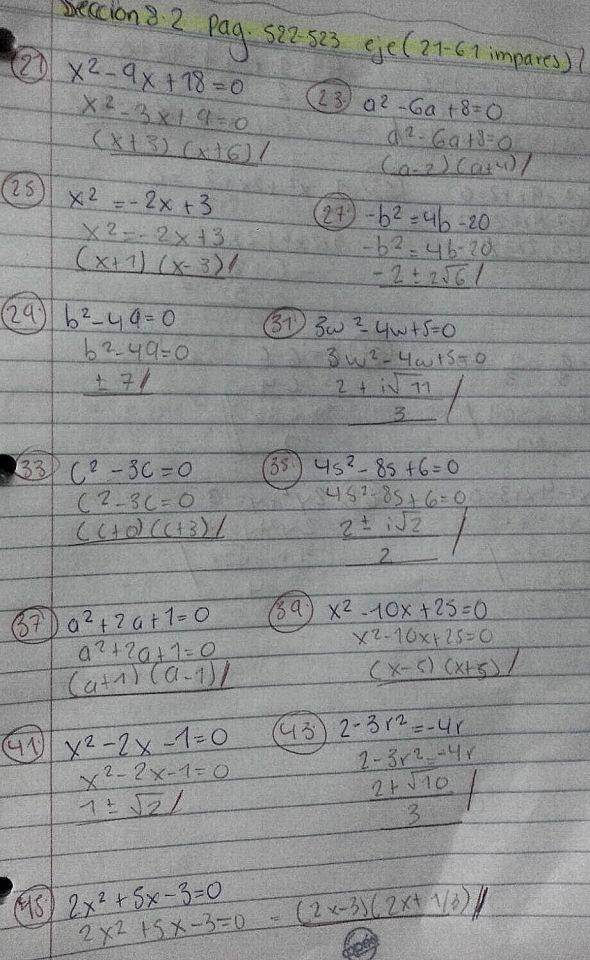 Sección 8.2 pag. 522-523 eje (21-61 impares)
21 x² - 9x + 18 = 0
x² - 3x + 9 = 0
(x+3) (x+6)
23 a² - 6a + 8 = 0
a² - 6a + 8 = 0
(a-2) (a+4)
25 x² = -2x + 3
x² = -2x + 3
(x+1) (x-3)
27 -b² = 4b - 20
-b² = 4b - 20
-2 ± 2√6
29 b² - 49 = 0
b² - 49 = 0
± 7
31 3w² - 4w + 5 = 0
3w² - 4w + 5 = 0
2 + i√11
3
33 c² - 3c = 0
c² - 3c = 0
(c+0) (c+3)
35 4s² - 8s + 6 = 0
4s² - 8s + 6 = 0
2 ± i√2
2
37 a² + 2a + 1 = 0
a² + 2a + 1 = 0
(a+1) (a-1)
39 x² - 10x + 25 = 0
x² - 10x + 25 = 0
(x-5) (x+5)
41 x² - 2x - 1 = 0
x² - 2x - 1 = 0
1 ± √2
43 2 - 3r² = -4r
2 - 3r² = -4r
2 + √10
3
45 2x² + 5x - 3 = 0
2x² + 5x - 3 = 0 = (2x-3) (2x + 1/3)